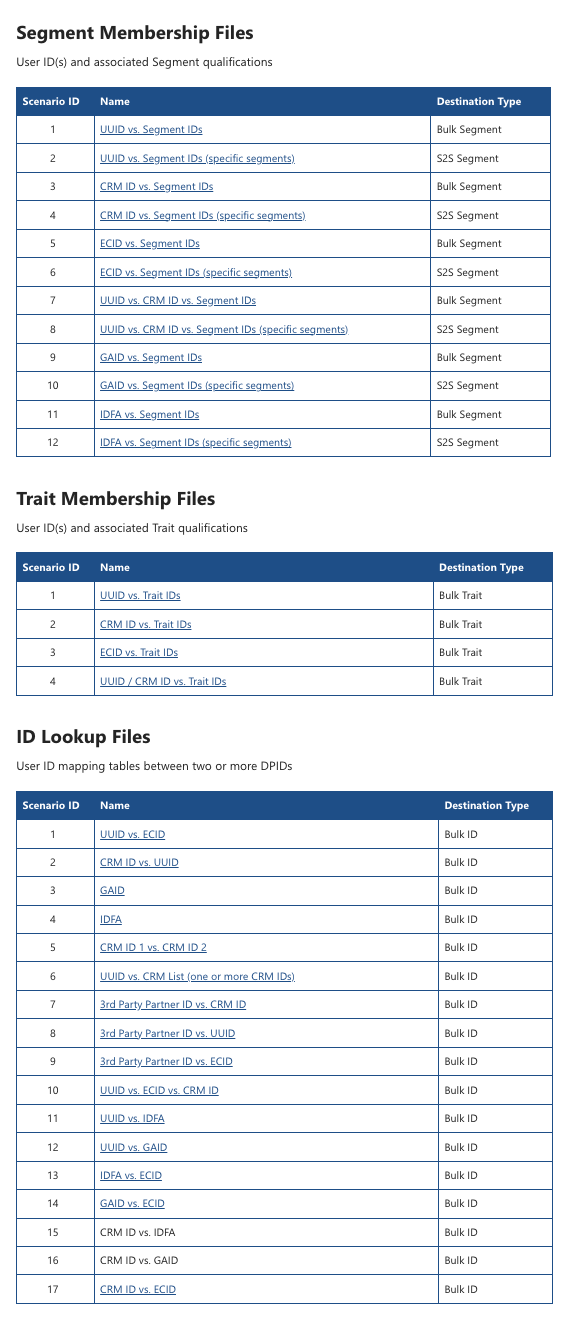 Segment Membership Files
User ID(s) and associated Segment qualifications
Scenario ID Name Destination Type
1 UUID vs. Segment IDs Bulk Segment
2 UUID vs. Segment IDs (specific segments) S2S Segment
3 CRM ID vs. Segment IDs Bulk Segment
4 CRM ID vs. Segment IDs (specific segments) S2S Segment
5 ECID vs. Segment IDs Bulk Segment
6 ECID vs. Segment IDs (specific segments) S2S Segment
7 UUID vs. CRM ID vs. Segment IDs Bulk Segment
8 UUID vs. CRM ID vs. Segment IDs (specific segments) S2S Segment
9 GAID vs. Segment IDs Bulk Segment
10 GAID vs. Segment IDs (specific segments) S2S Segment
11 IDFA vs. Segment IDs Bulk Segment
12 IDFA vs. Segment IDs (specific segments) S2S Segment
Trait Membership Files
User ID(s) and associated Trait qualifications
Scenario ID Name Destination Type
1 UUID vs. Trait IDs Bulk Trait
2 CRM ID vs. Trait IDs Bulk Trait
3 ECID vs. Trait IDs Bulk Trait
4 UUID / CRM ID vs. Trait IDs Bulk Trait
ID Lookup Files
User ID mapping tables between two or more DPIDs
Scenario ID Name Destination Type
1 UUID vs. ECID Bulk ID
2 CRM ID vs. UUID Bulk ID
3 GAID Bulk ID
4 IDFA Bulk ID
5 CRM ID 1 vs. CRM ID 2 Bulk ID
6 UUID vs. CRM List (one or more CRM IDs) Bulk ID
7 3rd Party Partner ID vs. CRM ID Bulk ID
8 3rd Party Partner ID vs. UUID Bulk ID
9 3rd Party Partner ID vs. ECID Bulk ID
10 UUID vs. ECID vs. CRM ID Bulk ID
11 UUID vs. IDFA Bulk ID
12 UUID vs. GAID Bulk ID
13 IDFA vs. ECID Bulk ID
14 GAID vs. ECID Bulk ID
15 CRM ID vs. IDFA Bulk ID
16 CRM ID vs. GAID Bulk ID
17 CRM ID vs. ECID Bulk ID